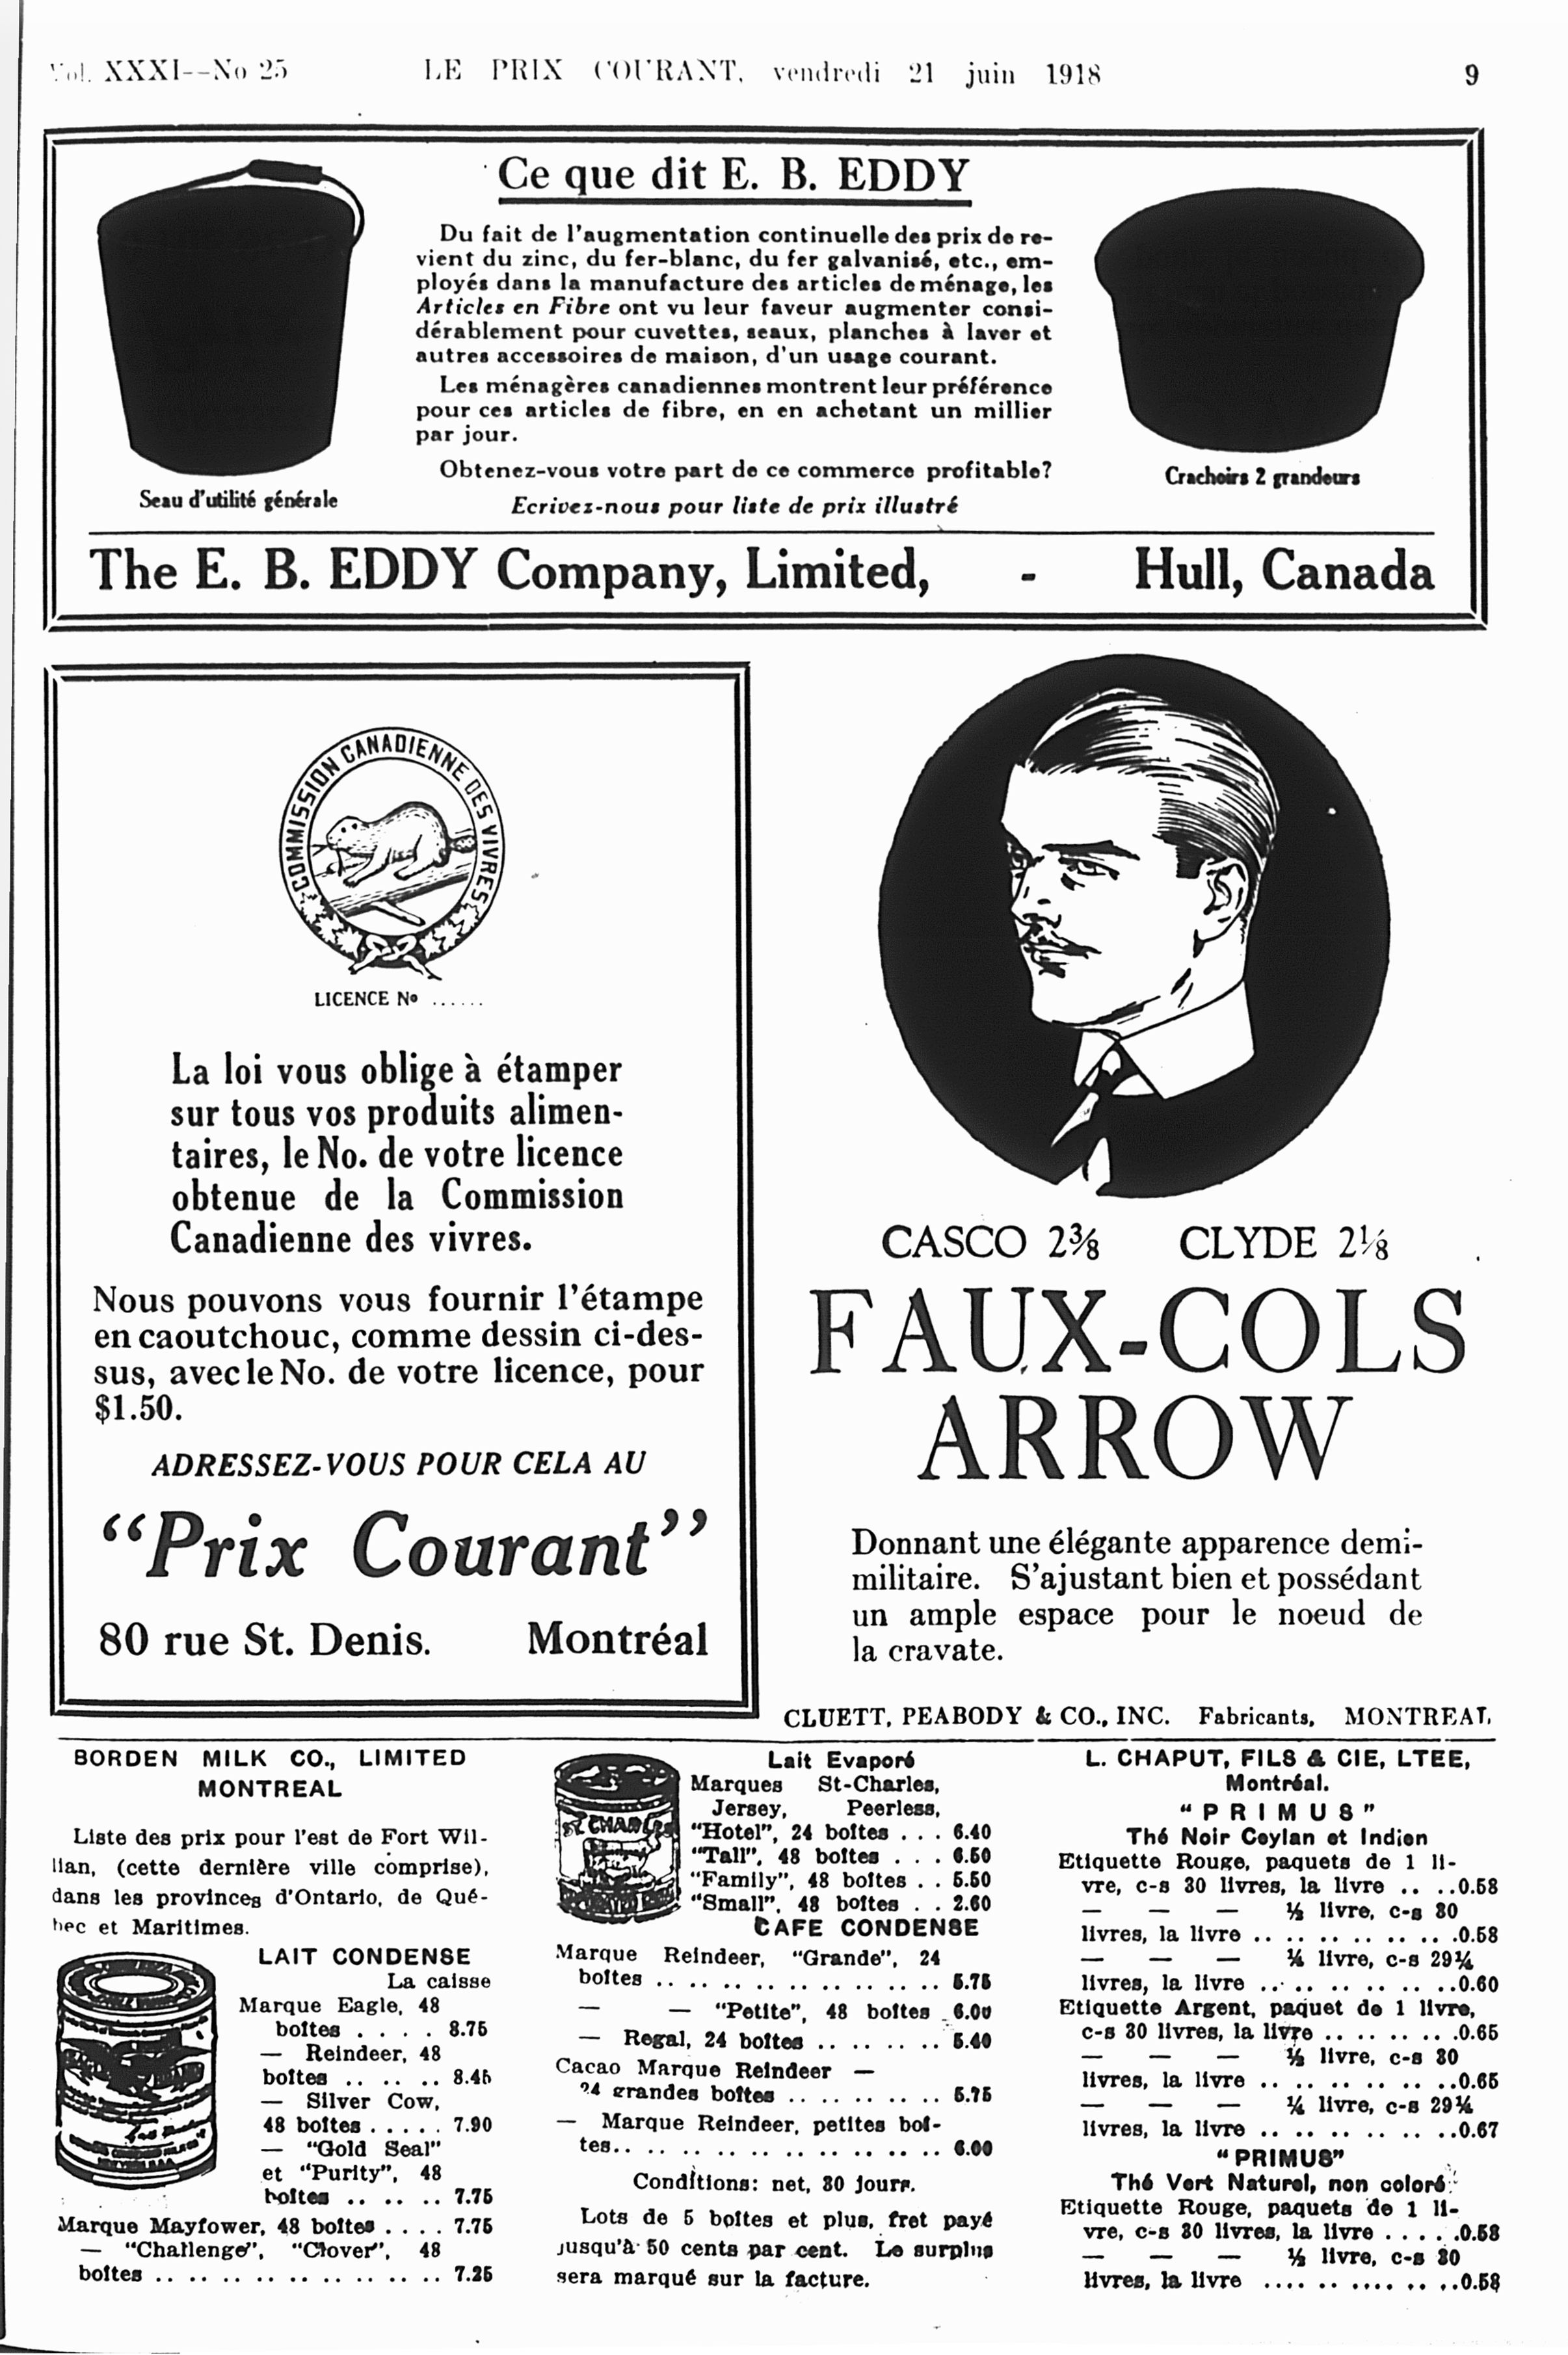 Vol. XXXI--No 25 LE PRIX COURANT, vendredi 21 juin 1918 9
Ce que dit E. B. EDDY
Du fait de l'augmentation continuelle des prix de re-
vient du zinc, du fer-blanc, du fer galvanisé, etc., em-
ployés dans la manufacture des articles de ménage, les
Articles en Fibre ont vu leur faveur augmenter consi-
dérablement pour cuvettes, seaux, planches à laver et
autres accessoires de maison, d'un usage courant.
Les ménagères canadiennes montrent leur préférence
pour ces articles de fibre, en en achetant un millier
par jour.
Obtenez-vous votre part de ce commerce profitable?
Ecrivez-nous pour liste de prix illustré
Seau d'utilité générale
Crachoirs 2 grandeurs
The E. B. EDDY Company, Limited, - Hull, Canada
COMMISSION CANADIENNE DES VIVRES
LICENCE No ......
La loi vous oblige à étamper
sur tous vos produits alimen-
taires, le No. de votre licence
obtenue de la Commission
Canadienne des vivres.
Nous pouvons vous fournir l'étampe
en caoutchouc, comme dessin ci-des-
sus, avec le No. de votre licence, pour
$1.50.
ADRESSEZ-VOUS POUR CELA AU
"Prix Courant"
80 rue St. Denis. Montréal
CASCO 2⅜ CLYDE 2⅛
FAUX-COLS
ARROW
Donnant une élégante apparence demi-
militaire. S'ajustant bien et possédant
un ample espace pour le noeud de
la cravate.
CLUETT, PEABODY & CO., INC. Fabricants, MONTREAL
BORDEN MILK CO., LIMITED
MONTREAL
Liste des prix pour l'est de Fort Wil-
lian, (cette dernière ville comprise),
dans les provinces d'Ontario, de Qué-
bec et Maritimes.
LAIT CONDENSE
La caisse
Marque Eagle, 48
boîtes . . . . 8.75
— Reindeer, 48
boîtes .. .. .. 8.45
— Silver Cow,
48 boîtes . . . . . 7.90
— "Gold Seal"
et "Purity", 48
boîtes .. .. .. 7.75
Marque Mayfower, 48 boîtes . . . . 7.75
— "Challenge", "Clover", 48
boîtes .. .. .. .. .. .. .. .. .. .. 7.25
ST. CHARLES
Lait Evaporé
Marques St-Charles,
Jersey, Peerless,
"Hotel", 24 boîtes . . . 6.40
"Tall", 48 boîtes . . . 6.50
"Family", 48 boîtes . . 5.50
"Small", 48 boîtes . . 2.60
CAFE CONDENSE
Marque Reindeer, "Grande", 24
boîtes .. .. .. .. .. .. .. .. .. .. 5.75
— — "Petite", 48 boîtes . 6.00
— Regal, 24 boîtes .. .. .. .. 5.40
Cacao Marque Reindeer —
24 grandes boîtes .. .. .. .. .. 5.75
— Marque Reindeer, petites boî-
tes.. .. .. .. .. .. .. .. .. .. .. 6.00
Conditions: net, 30 jours.
Lots de 5 boîtes et plus, fret payé
jusqu'à 50 cents par cent. Le surplus
sera marqué sur la facture.
L. CHAPUT, FILS & CIE, LTEE,
Montréal.
"PRIMUS"
Thé Noir Ceylan et Indien
Etiquette Rouge, paquets de 1 li-
vre, c-s 30 livres, la livre .. ..0.58
— — — ½ livre, c-s 30
livres, la livre .. .. .. .. .. .. .0.58
— — — ¼ livre, c-s 29¼
livres, la livre .. .. .. .. .. ..0.60
Etiquette Argent, paquet de 1 livre,
c-s 30 livres, la livre .. .. .. .. .0.65
— — — ½ livre, c-s 30
livres, la livre .. .. .. .. .. ..0.65
— — — ¼ livre, c-s 29¼
livres, la livre .. .. .. .. .. ..0.67
"PRIMUS"
Thé Vert Naturel, non coloré
Etiquette Rouge, paquets de 1 li-
vre, c-s 30 livres, la livre . . . . .0.58
— — — ½ livre, c-s 30
livres, la livre .... .. .... .. ..0.58